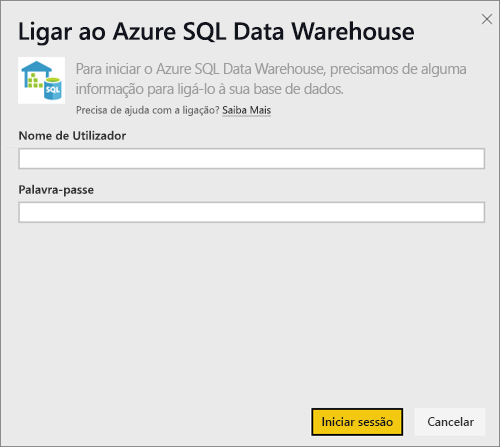 Ligar ao Azure SQL Data Warehouse
SQL
Para iniciar o Azure SQL Data Warehouse, precisamos de alguma
informação para ligá-lo à sua base de dados.
Precisa de ajuda com a ligação? Saiba Mais
Nome de Utilizador
Palavra-passe
Iniciar sessão
Cancelar